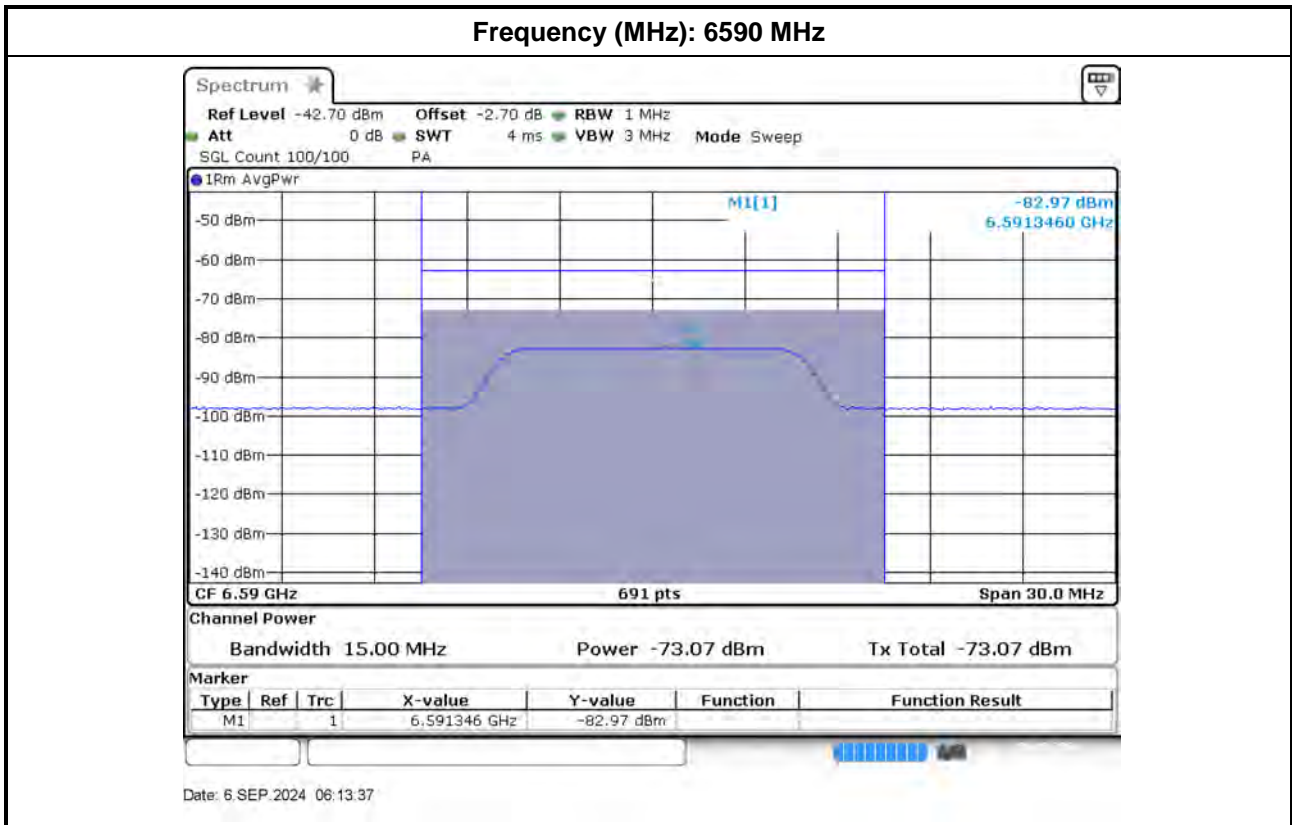 Frequency (MHz): 6590 MHz
Spectrum
Ref Level -42.70 dBm Offset -2.70 dB RBW 1 MHz
Att 0 dB SWT 4 ms VBW 3 MHz Mode Sweep
SGL Count 100/100 PA
1Rm AvgPwr
M1[1] -82.97 dBm
6.5913460 GHz
-50 dBm
-60 dBm
-70 dBm
-80 dBm
-90 dBm
-100 dBm
-110 dBm
-120 dBm
-130 dBm
-140 dBm
CF 6.59 GHz 691 pts Span 30.0 MHz
Channel Power
Bandwidth 15.00 MHz Power -73.07 dBm Tx Total -73.07 dBm
Marker
Type Ref Trc X-value Y-value Function Function Result
M1 1 6.591346 GHz -82.97 dBm
Date: 6.SEP.2024 06:13:37